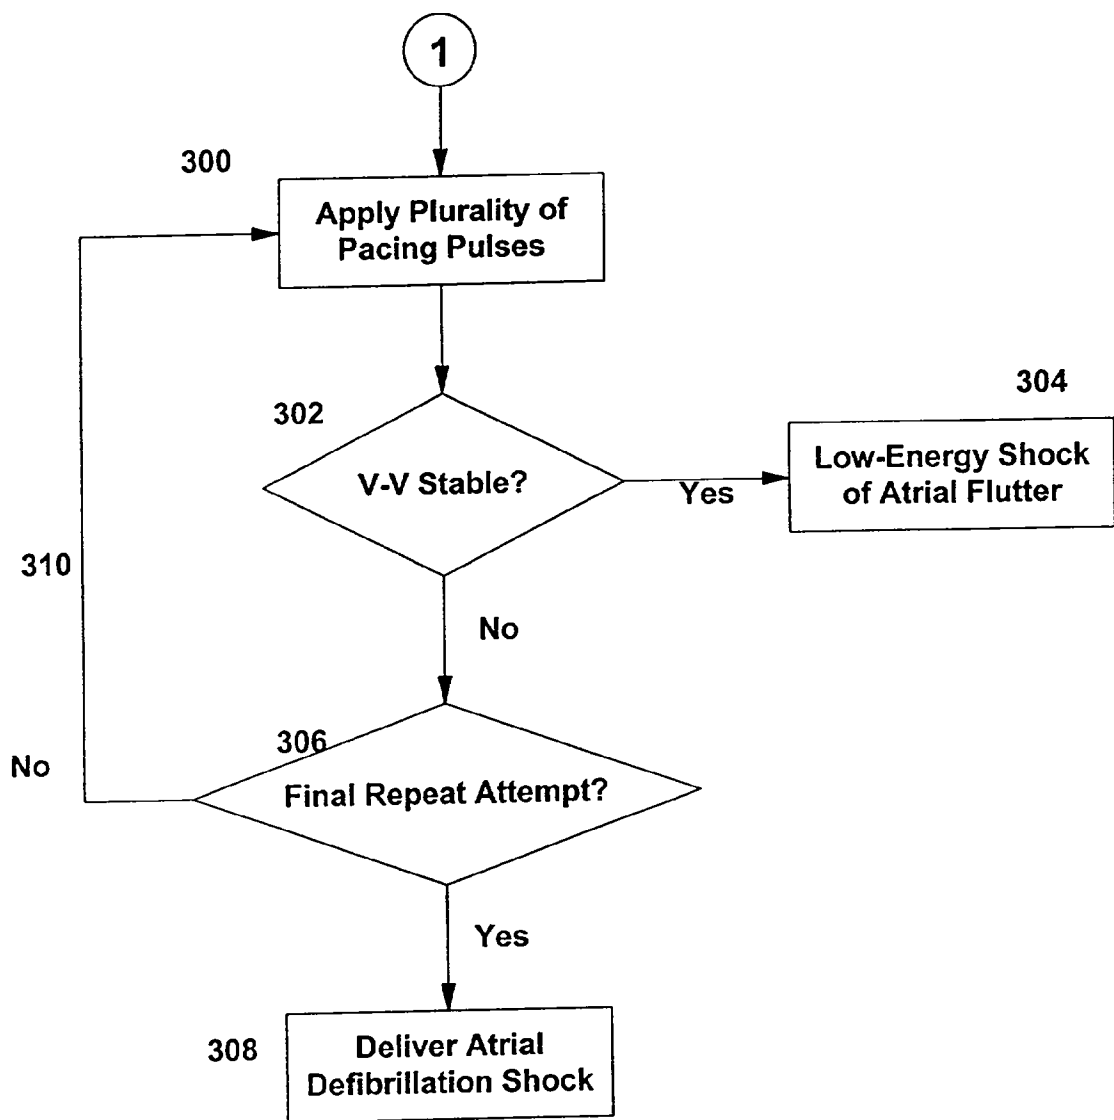 1
300
Apply Plurality of
Pacing Pulses
302
304
V-V Stable?
Yes
Low-Energy Shock
of Atrial Flutter
310
No
306
No
Final Repeat Attempt?
Yes
308
Deliver Atrial
Defibrillation Shock